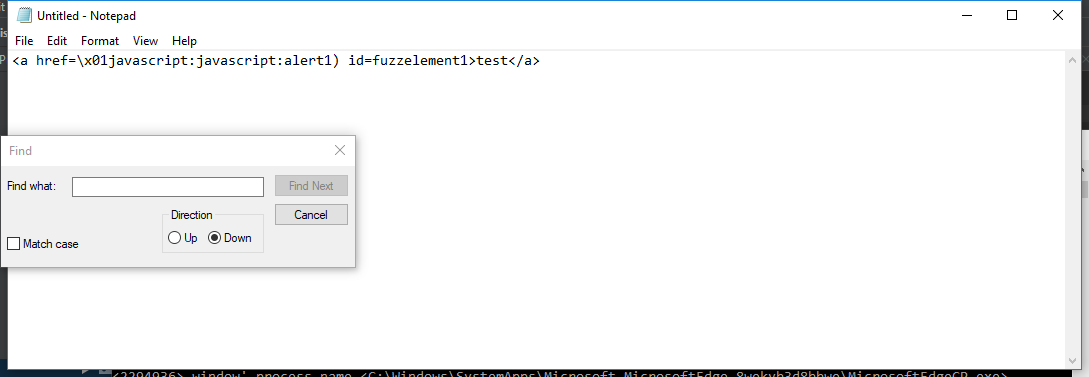 Untitled - Notepad
File Edit Format View Help
<a href=\x01javascript:javascript:alert1) id=fuzzelement1>test</a>
Find
Find what:
Find Next
Direction
Cancel
Up Down
Match case
<2294936> window' process name <C:\Windows\SystemApps\Microsoft.MicrosoftEdge_8wekyb3d8bbwe\MicrosoftEdgeCP.exe>